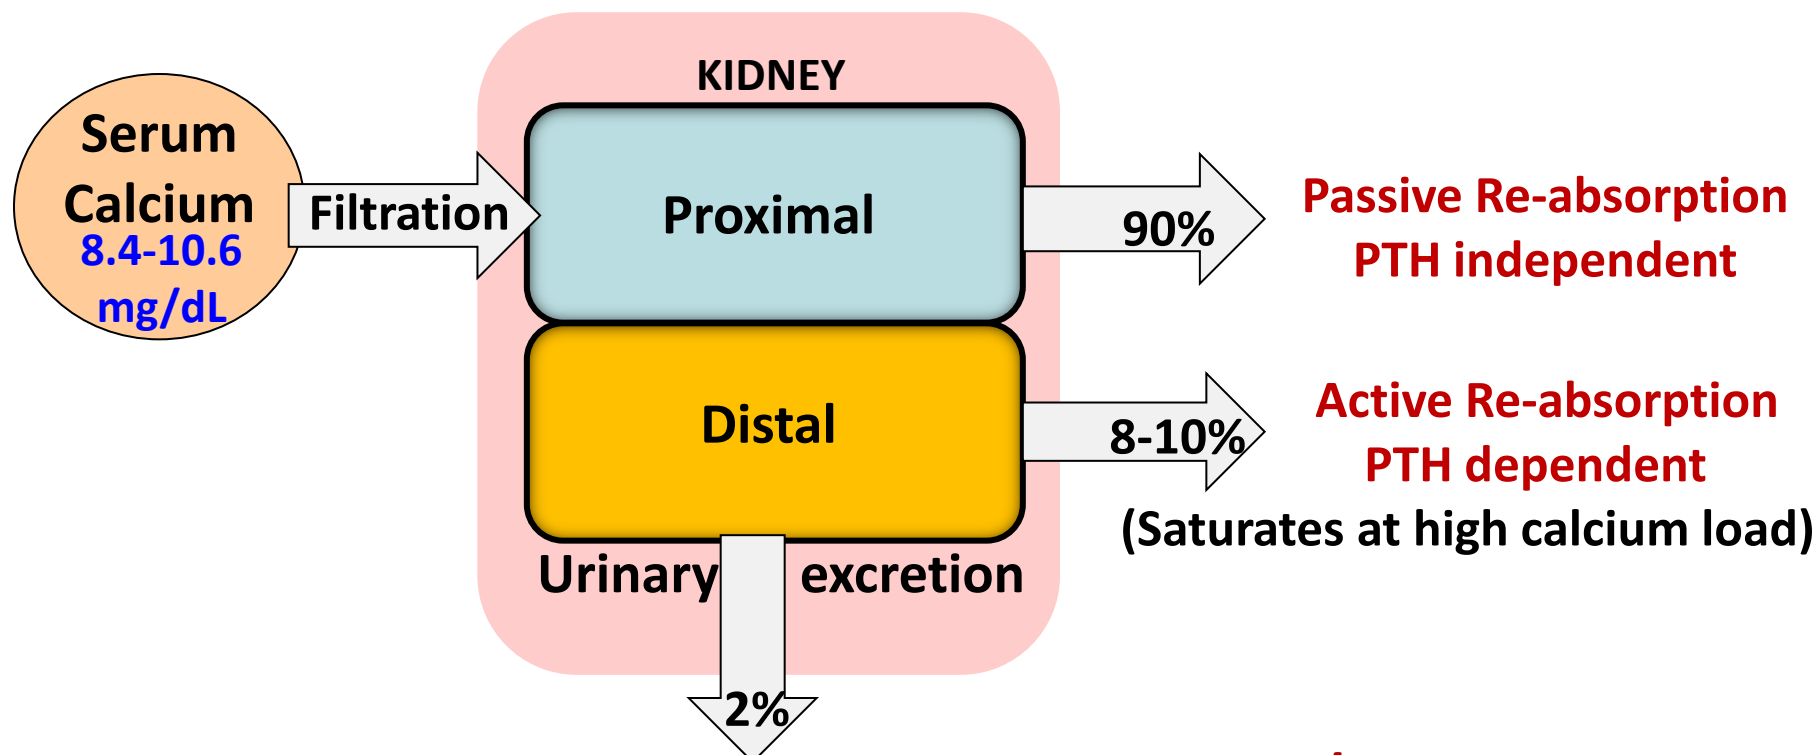 KIDNEY
Serum
Calcium
8.4-10.6
mg/dL
Filtration
Proximal
90%
Passive Re-absorption
PTH independent
Distal
8-10%
Active Re-absorption
PTH dependent
(Saturates at high calcium load)
Urinary excretion
2%